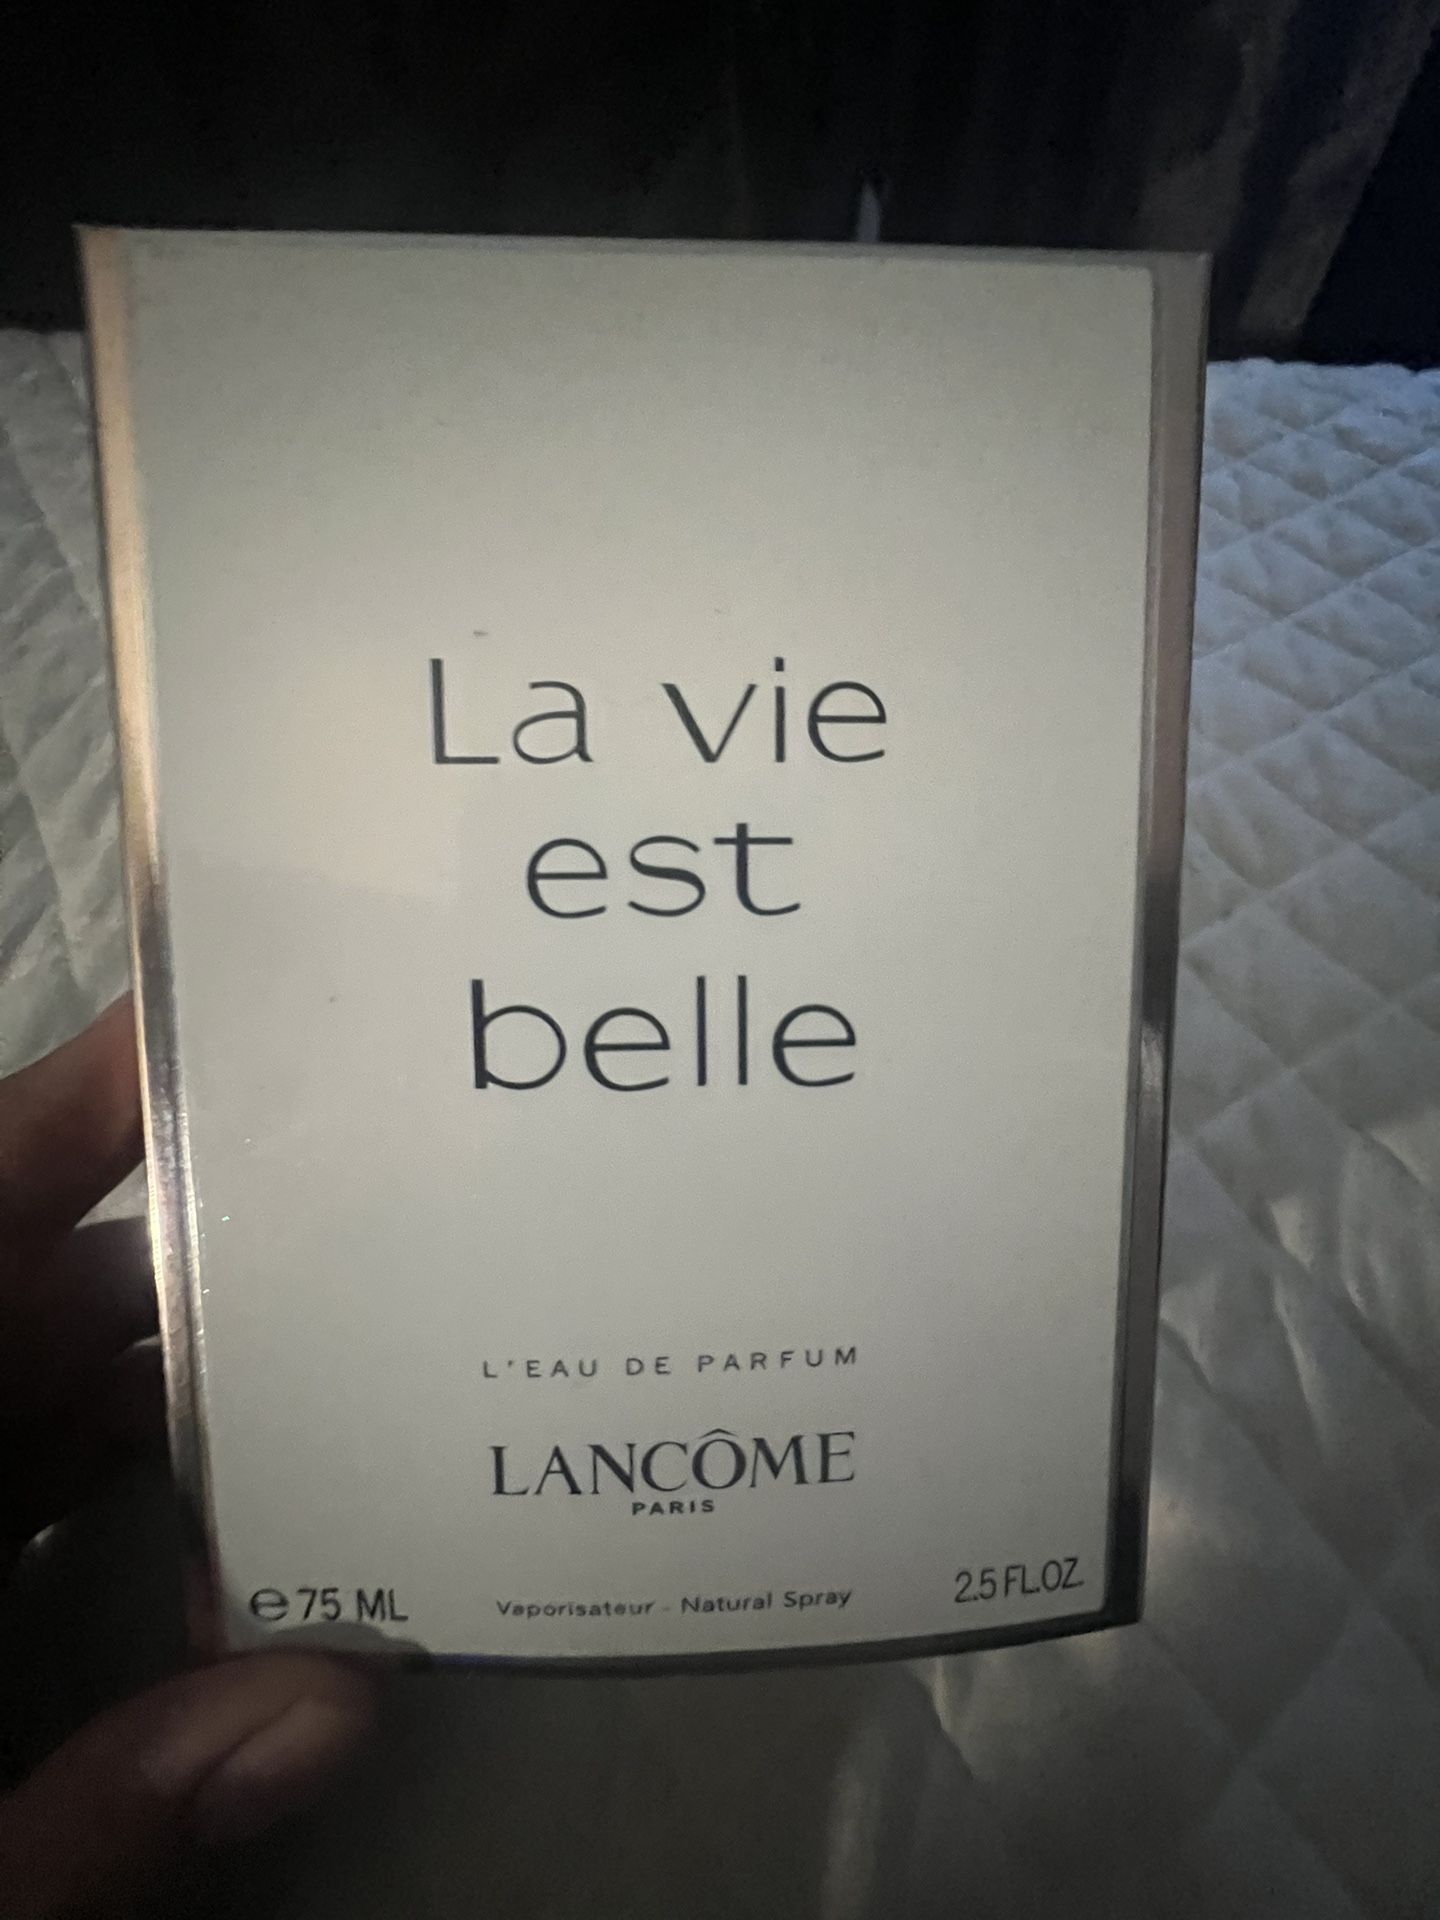 La vie
est
belle
L'EAU DE PARFUM
LANCÔME
PARIS
℮75 ML
Vaporisateur - Natural Spray
2.5 FL.OZ.